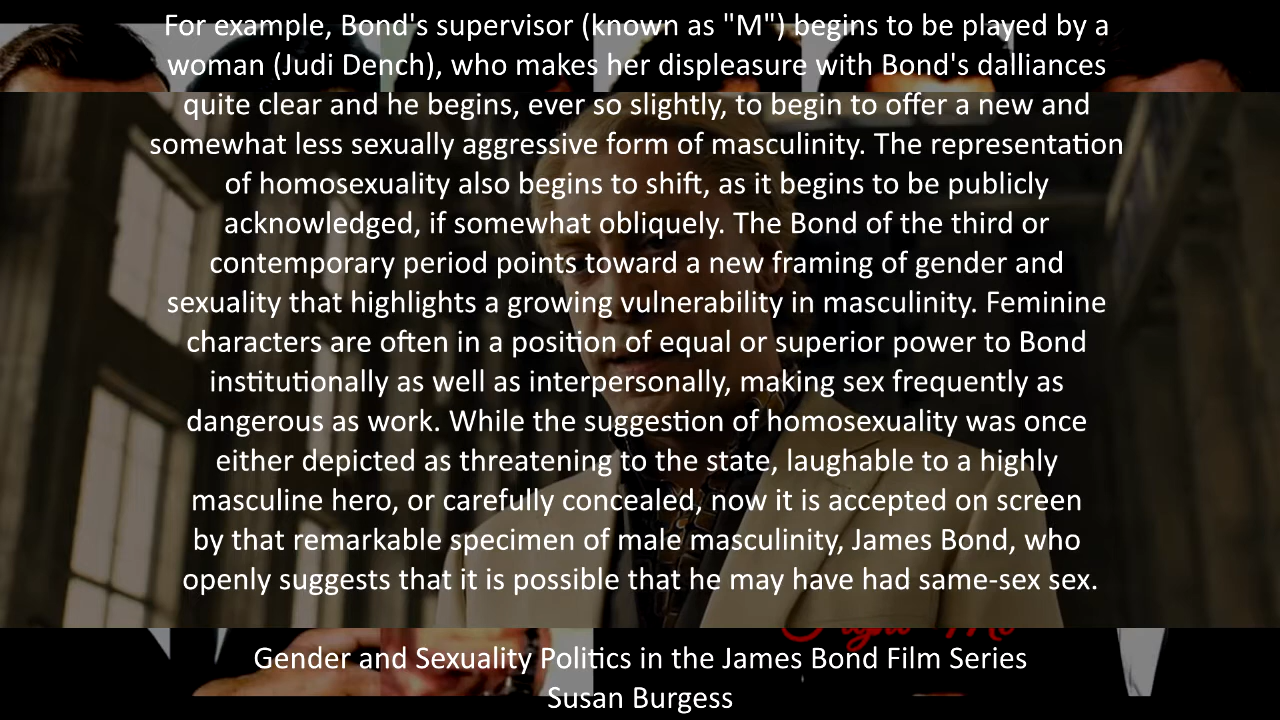 For example, Bond's supervisor (known as "M") begins to be played by a
woman (Judi Dench), who makes her displeasure with Bond's dalliances
quite clear and he begins, ever so slightly, to begin to offer a new and
somewhat less sexually aggressive form of masculinity. The representation
of homosexuality also begins to shift, as it begins to be publicly
acknowledged, if somewhat obliquely. The Bond of the third or
contemporary period points toward a new framing of gender and
sexuality that highlights a growing vulnerability in masculinity. Feminine
characters are often in a position of equal or superior power to Bond
institutionally as well as interpersonally, making sex frequently as
dangerous as work. While the suggestion of homosexuality was once
either depicted as threatening to the state, laughable to a highly
masculine hero, or carefully concealed, now it is accepted on screen
by that remarkable specimen of male masculinity, James Bond, who
openly suggests that it is possible that he may have had same-sex sex.
Gender and Sexuality Politics in the James Bond Film Series
Susan Burgess